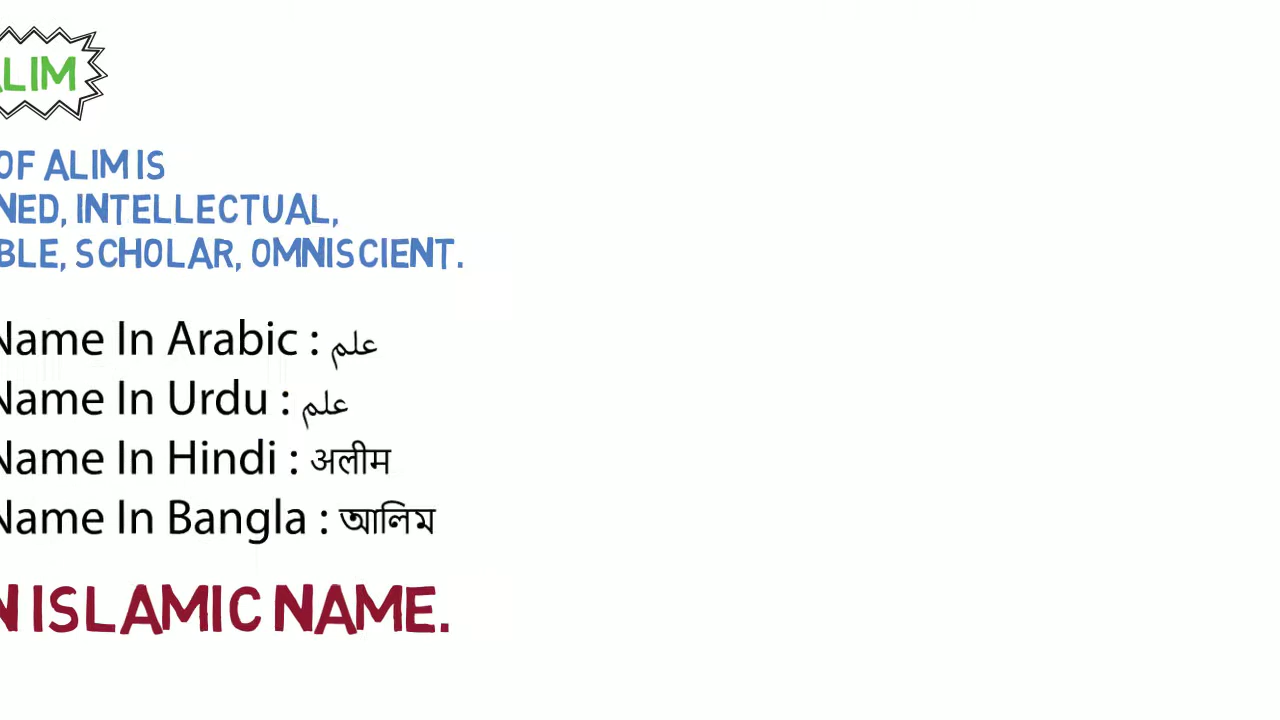 ALIM
OF ALIM IS
NED, INTELLECTUAL,
BLE, SCHOLAR, OMNISCIENT.
Name In Arabic : علم
Name In Urdu : علم
Name In Hindi : अलीम
Name In Bangla : আলিম
N ISLAMIC NAME.